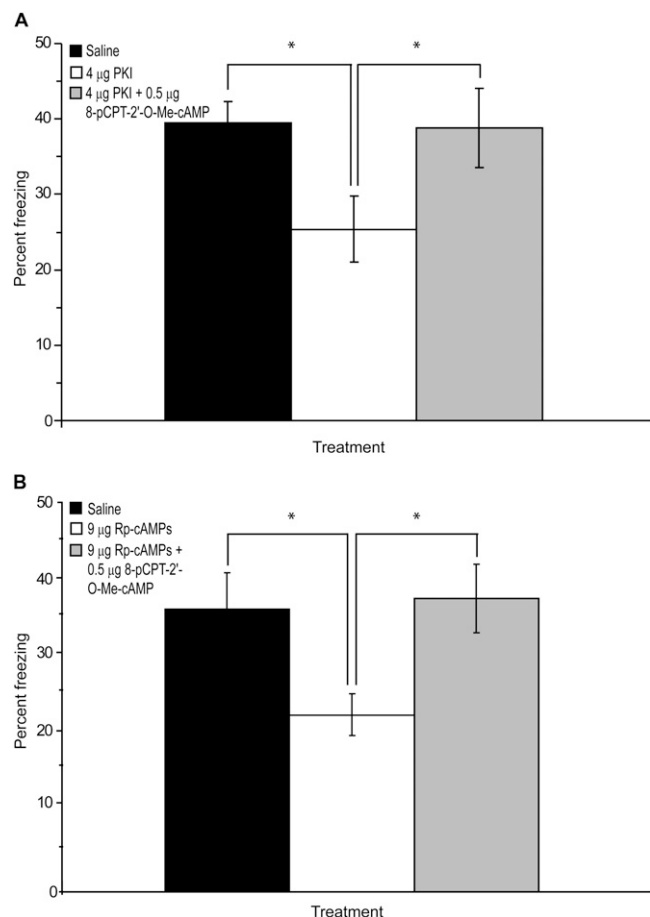 A
50
Saline
4 µg PKI
4 µg PKI + 0.5 µg
8-pCPT-2'-O-Me-cAMP
*
*
40
30
20
10
0
Percent freezing
Treatment
B
50
Saline
9 µg Rp-cAMPs
9 µg Rp-cAMPs +
0.5 µg 8-pCPT-2'-
O-Me-cAMP
*
*
40
30
20
10
0
Percent freezing
Treatment